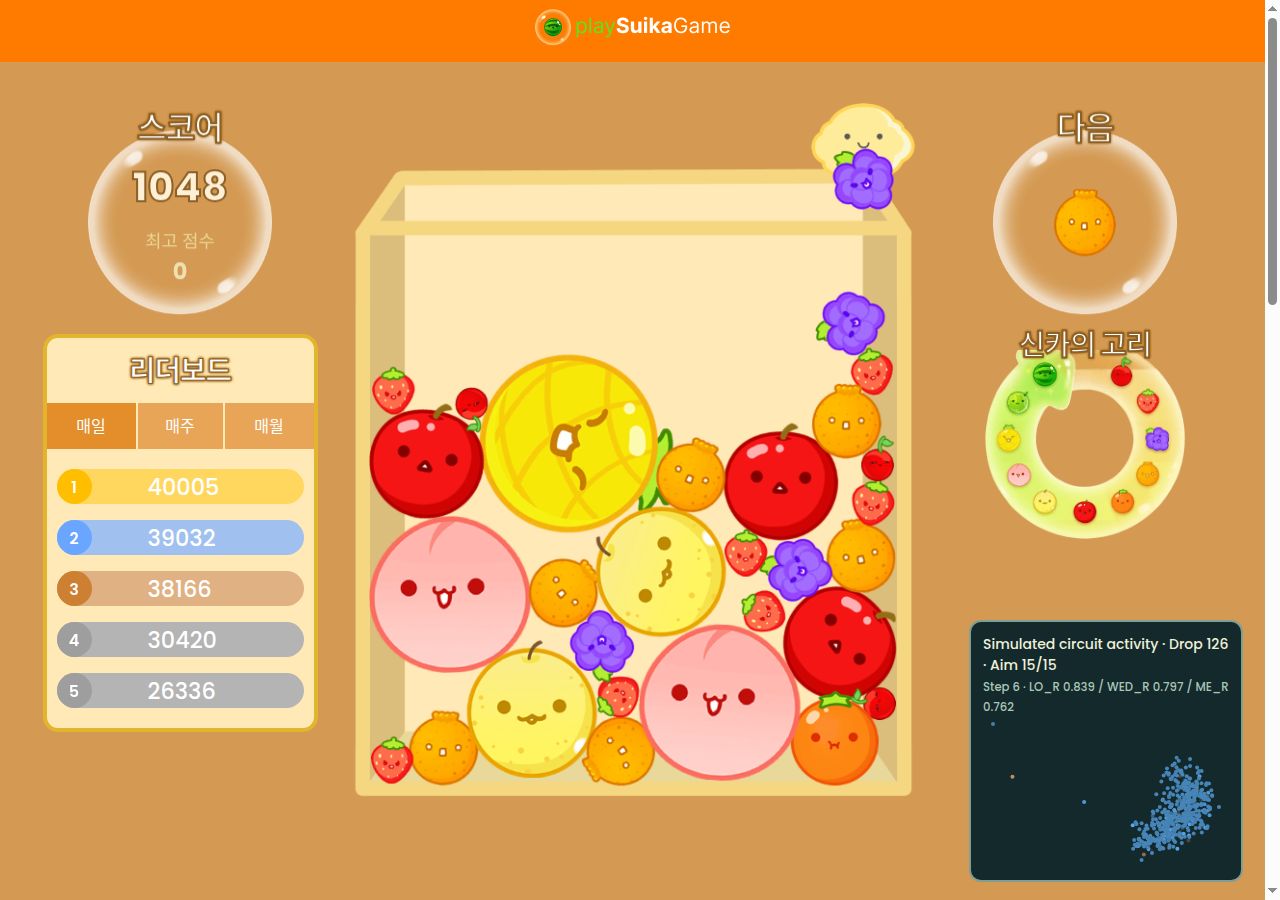 playSuikaGame
스코어
1048
최고 점수
0
리더보드
매일
매주
매월
1
40005
2
39032
3
38166
4
30420
5
26336
다음
신카의 고리
Simulated circuit activity · Drop 126
· Aim 15/15
Step 6 · LO_R 0.839 / WED_R 0.797 / ME_R
0.762